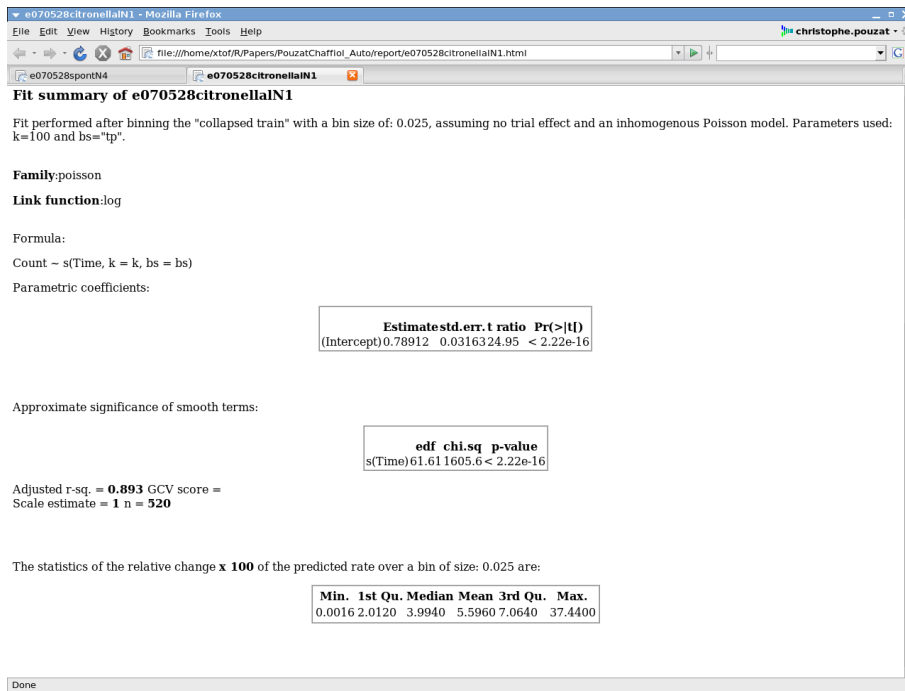 e070528citronellalN1 - Mozilla Firefox
File Edit View History Bookmarks Tools Help christophe.pouzat
file:///home/xtof/R/Papers/PouzatChaffiol_Auto/report/e070528citronellalN1.html G
e070528spontN4 e070528citronellalN1
Fit summary of e070528citronellalN1
Fit performed after binning the "collapsed train" with a bin size of: 0.025, assuming no trial effect and an inhomogenous Poisson model. Parameters used:
k=100 and bs="tp".
Family:poisson
Link function:log
Formula:
Count ~ s(Time, k = k, bs = bs)
Parametric coefficients:
Estimate std.err. t ratio Pr(>|t[)
(Intercept) 0.78912 0.03163 24.95 < 2.22e-16
Approximate significance of smooth terms:
edf chi.sq p-value
s(Time) 61.61 1605.6 < 2.22e-16
Adjusted r-sq. = 0.893 GCV score =
Scale estimate = 1 n = 520
The statistics of the relative change x 100 of the predicted rate over a bin of size: 0.025 are:
Min. 1st Qu. Median Mean 3rd Qu. Max.
0.0016 2.0120 3.9940 5.5960 7.0640 37.4400
Done